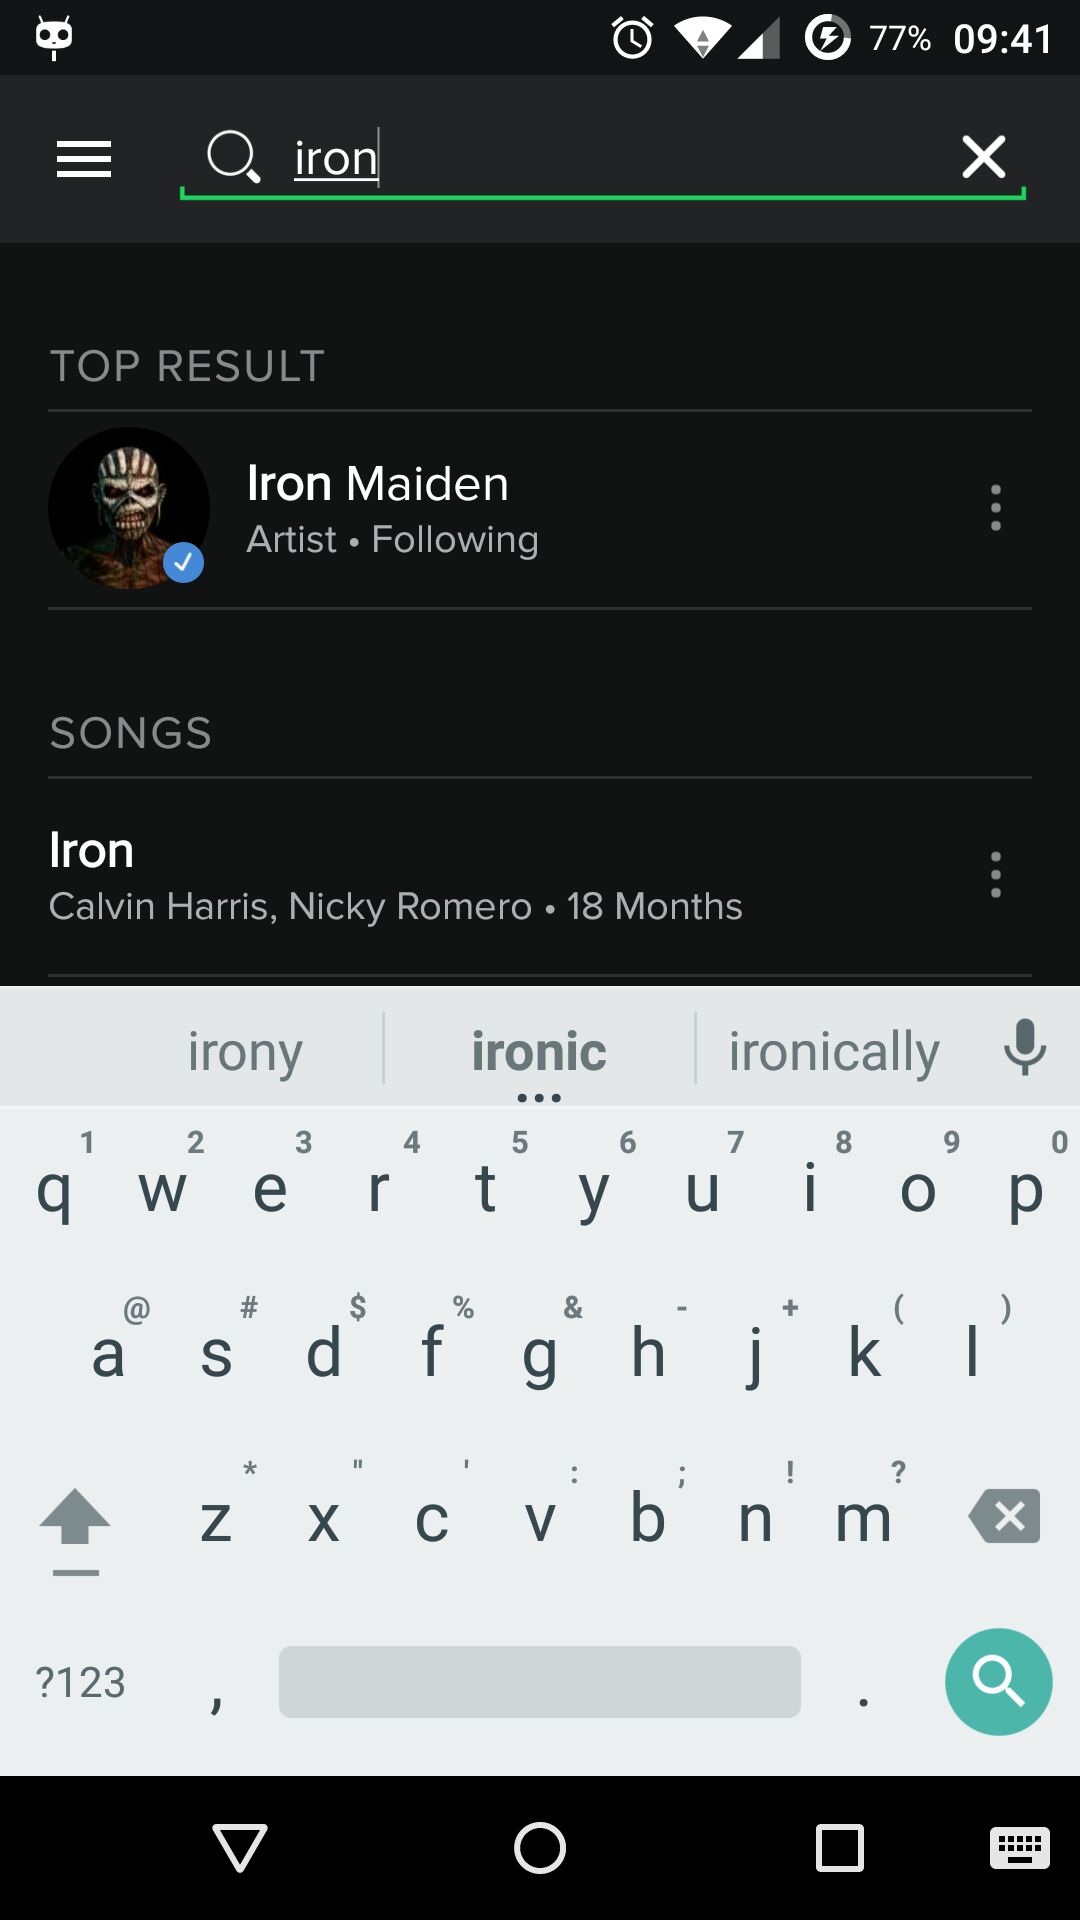 77% 09:41
iron
TOP RESULT
Iron Maiden
Artist • Following
SONGS
Iron
Calvin Harris, Nicky Romero • 18 Months
irony ironic ironically
1 2 3 4 5 6 7 8 9 0
q w e r t y u i o p
@ # $ % & - + ( )
a s d f g h j k l
* " ' : ; ! ?
z x c v b n m
?123 , .